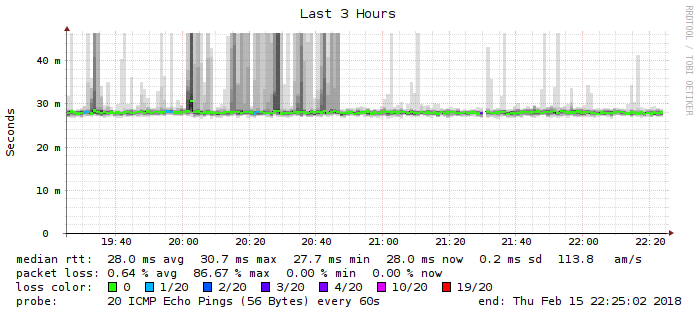 Last 3 Hours
RRDTOOL / TOBI OETIKER
Seconds
40 m
30 m
20 m
10 m
0
19:40 20:00 20:20 20:40 21:00 21:20 21:40 22:00 22:20
median rtt: 28.0 ms avg 30.7 ms max 27.7 ms min 28.0 ms now 0.2 ms sd 113.8 am/s
packet loss: 0.64 % avg 86.67 % max 0.00 % min 0.00 % now
loss color: 0 1/20 2/20 3/20 4/20 10/20 19/20
probe: 20 ICMP Echo Pings (56 Bytes) every 60s end: Thu Feb 15 22:25:02 2018